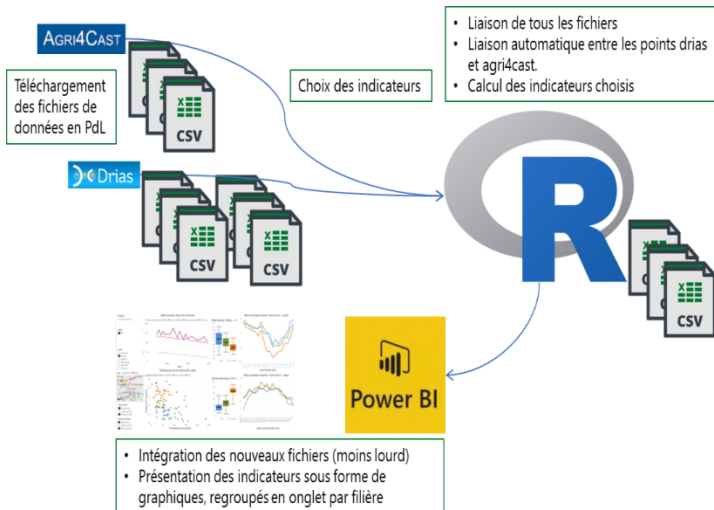 AGRI4CAST
Téléchargement
des fichiers de
données en PdL
CSV
Drias
CSV
CSV
Choix des indicateurs
• Liaison de tous les fichiers
• Liaison automatique entre les points drias
et agri4cast.
• Calcul des indicateurs choisis
R
CSV
Power BI
• Intégration des nouveaux fichiers (moins lourd)
• Présentation des indicateurs sous forme de
graphiques, regroupés en onglet par filière